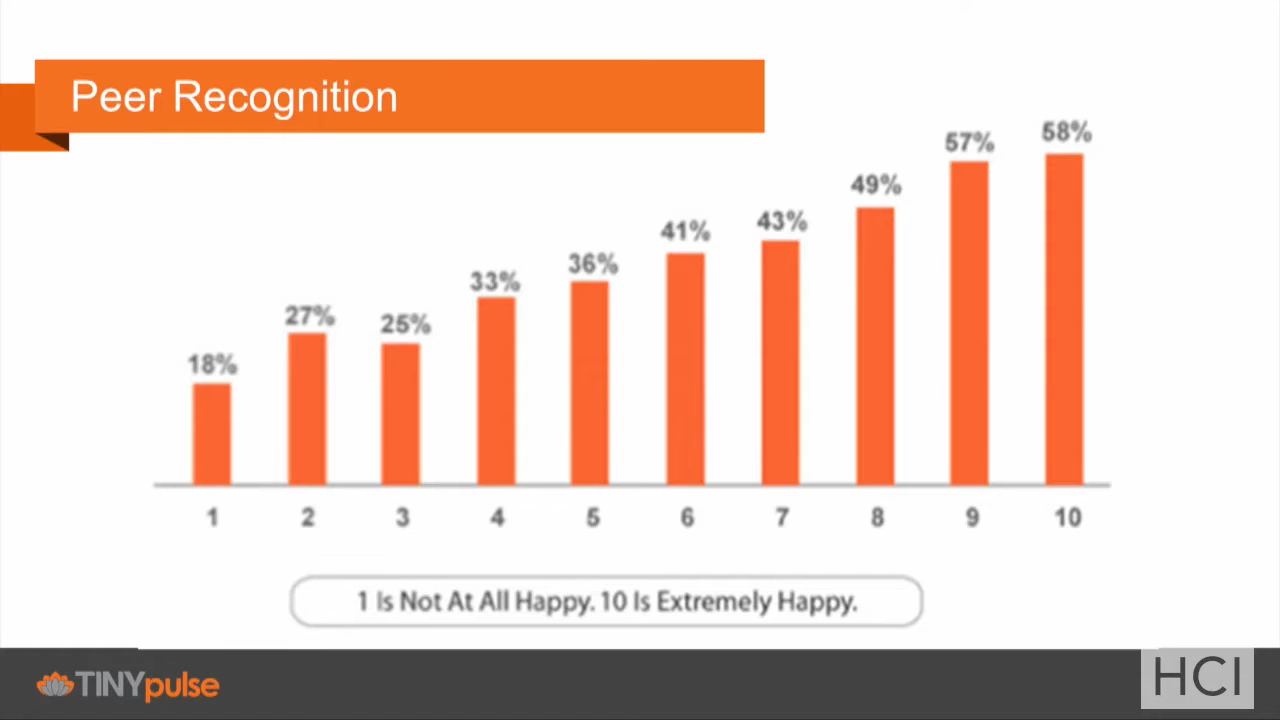 Peer Recognition
18%
27%
25%
33%
36%
41%
43%
49%
57%
58%
1 2 3 4 5 6 7 8 9 10
1 Is Not At All Happy. 10 Is Extremely Happy.
TINYpulse
HCI